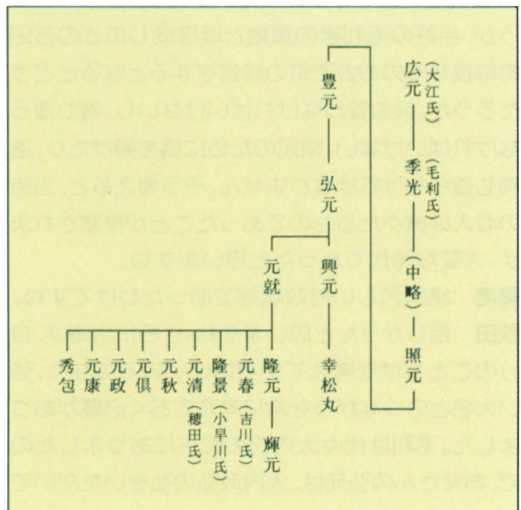 広元（大江氏）
季光（毛利氏）
（中略）
照元
豊元
弘元
興元
幸松丸
元就
隆元
輝元
元春（吉川氏）
隆景（小早川氏）
元清（穂田氏）
元秋
元倶
元政
元康
秀包